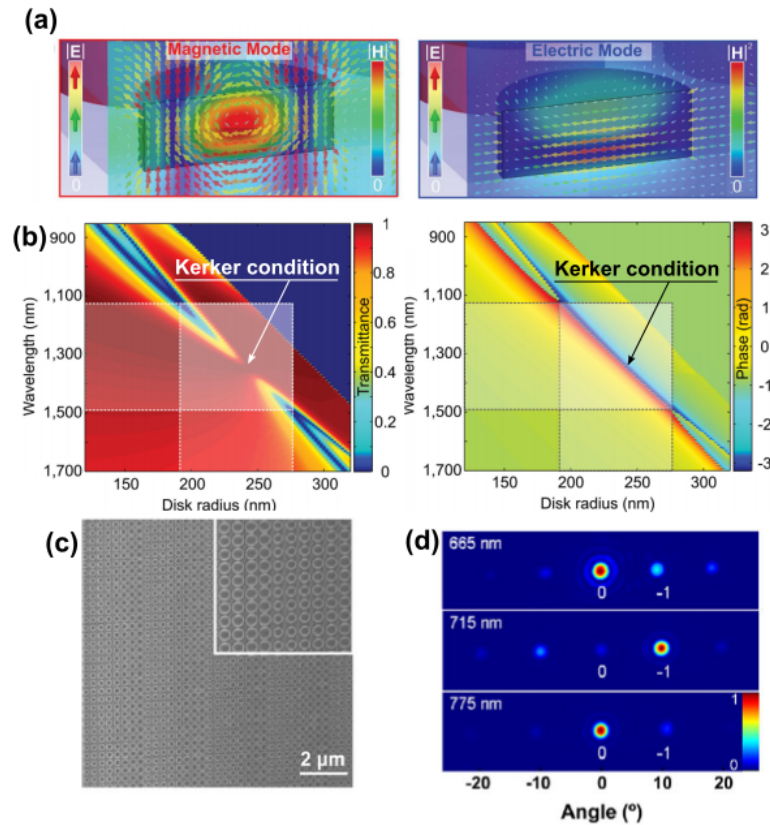 (a)
|E|
Magnetic Mode
|H|
0
0
|E|
Electric Mode
|H|²
0
0
(b)
900
1,100
1,300
1,500
1,700
Wavelength (nm)
150
200
250
300
Disk radius (nm)
Kerker condition
1
0.8
0.6
0.4
0.2
0
Transmittance
900
1,100
1,300
1,500
1,700
Wavelength (nm)
150
200
250
300
Disk radius (nm)
Kerker condition
3
2
1
0
-1
-2
-3
Phase (rad)
(c)
2 µm
(d)
665 nm
0 -1
715 nm
0 -1
775 nm
0 -1
1
0
-20 -10 0 10 20
Angle (º)